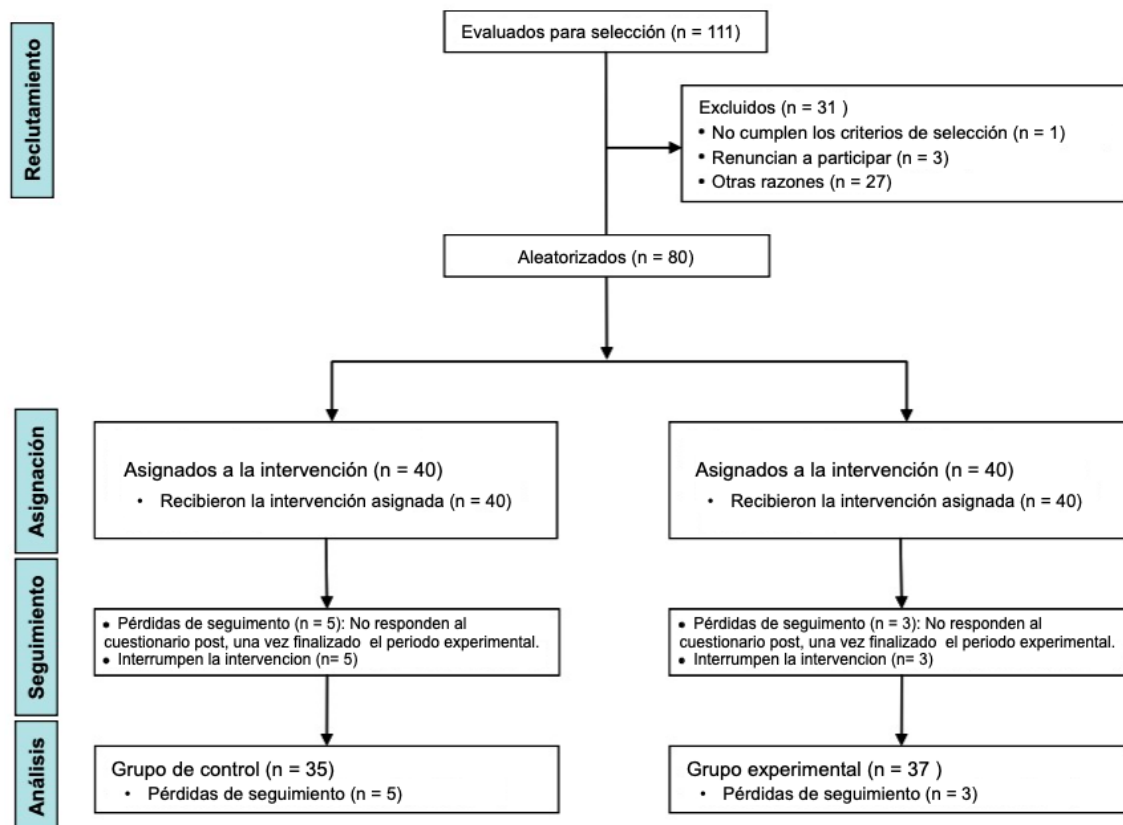 Reclutamiento
Evaluados para selección (n = 111)
Excluidos (n = 31 )
• No cumplen los criterios de selección (n = 1)
• Renuncian a participar (n = 3)
• Otras razones (n = 27)
Aleatorizados (n = 80)
Asignación
Asignados a la intervención (n = 40)
• Recibieron la intervención asignada (n = 40)
Asignados a la intervención (n = 40)
• Recibieron la intervención asignada (n = 40)
Seguimiento
• Pérdidas de seguimento (n = 5): No responden al
cuestionario post, una vez finalizado el periodo experimental.
• Interrumpen la intervencion (n= 5)
• Pérdidas de seguimento (n = 3): No responden al
cuestionario post, una vez finalizado el periodo experimental.
• Interrumpen la intervencion (n= 3)
Análisis
Grupo de control (n = 35)
• Pérdidas de seguimiento (n = 5)
Grupo experimental (n = 37 )
• Pérdidas de seguimiento (n = 3)